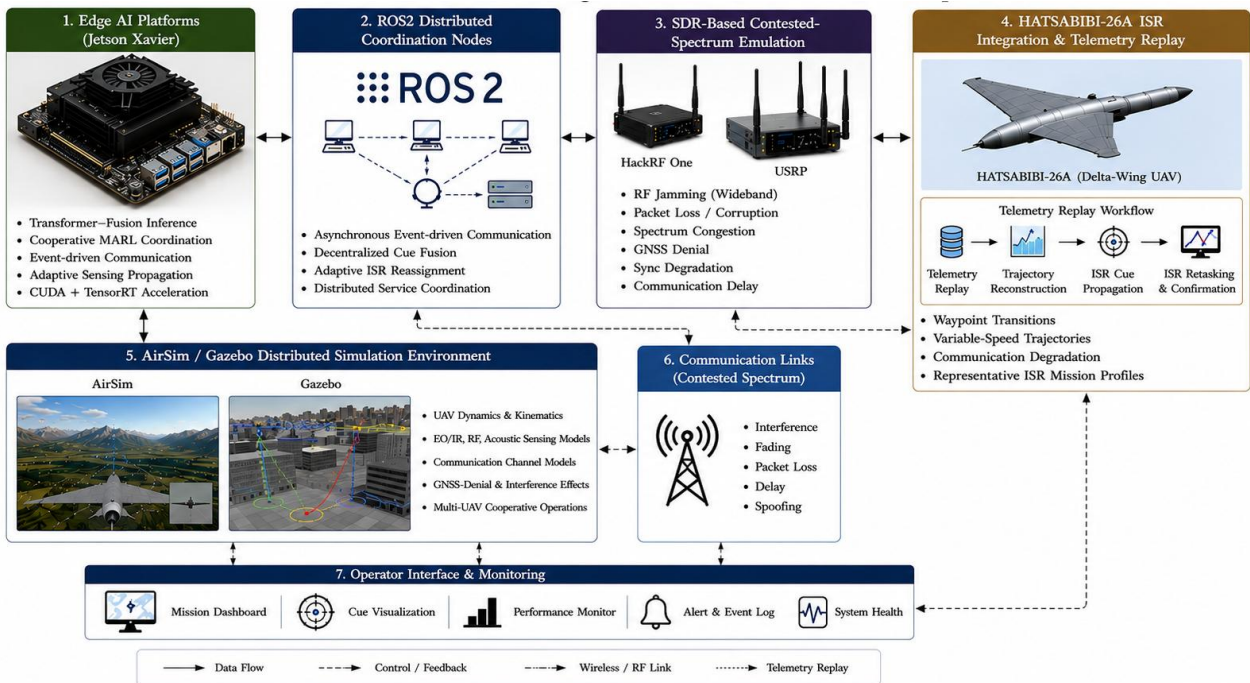 1. Edge AI Platforms
(Jetson Xavier)
• Transformer–Fusion Inference
• Cooperative MARL Coordination
• Event-driven Communication
• Adaptive Sensing Propagation
• CUDA + TensorRT Acceleration
2. ROS2 Distributed
Coordination Nodes
ROS 2
• Asynchronous Event-driven Communication
• Decentralized Cue Fusion
• Adaptive ISR Reassignment
• Distributed Service Coordination
3. SDR-Based Contested-
Spectrum Emulation
HackRF One
USRP
• RF Jamming (Wideband)
• Packet Loss / Corruption
• Spectrum Congestion
• GNSS Denial
• Sync Degradation
• Communication Delay
4. HATSABIBI-26A ISR
Integration & Telemetry Replay
HATSABIBI-26A (Delta-Wing UAV)
Telemetry Replay Workflow
Telemetry
Replay
Trajectory
Reconstruction
ISR Cue
Propagation
ISR Retasking
& Confirmation
• Waypoint Transitions
• Variable-Speed Trajectories
• Communication Degradation
• Representative ISR Mission Profiles
5. AirSim / Gazebo Distributed Simulation Environment
AirSim
Gazebo
• UAV Dynamics & Kinematics
• EO/IR, RF, Acoustic Sensing Models
• Communication Channel Models
• GNSS-Denial & Interference Effects
• Multi-UAV Cooperative Operations
6. Communication Links
(Contested Spectrum)
• Interference
• Fading
• Packet Loss
• Delay
• Spoofing
7. Operator Interface & Monitoring
Mission Dashboard
Cue Visualization
Performance Monitor
Alert & Event Log
System Health
Data Flow
Control / Feedback
Wireless / RF Link
Telemetry Replay